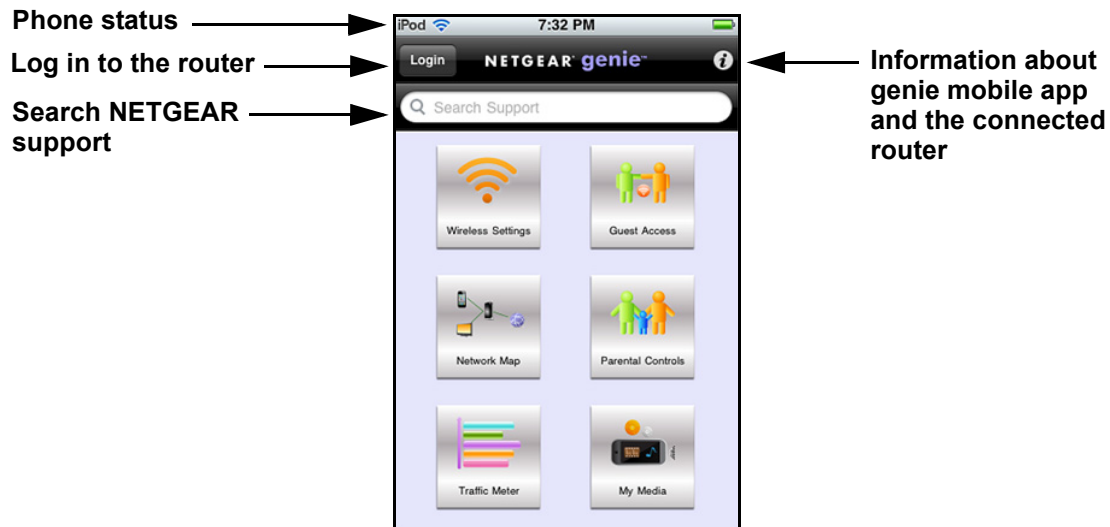 Phone status
Log in to the router
Search NETGEAR
support
iPod 7:32 PM
Login NETGEAR® genie™
Search Support
Information about
genie mobile app
and the connected
router
Wireless Settings Guest Access
Network Map Parental Controls
Traffic Meter My Media